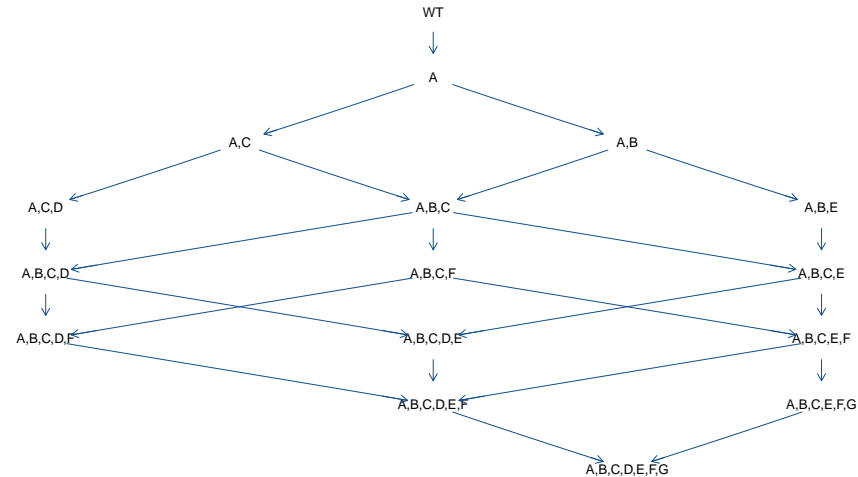 WT
A
A,C
A,B
A,C,D
A,B,C
A,B,E
A,B,C,D
A,B,C,F
A,B,C,E
A,B,C,D,F
A,B,C,D,E
A,B,C,E,F
A,B,C,D,E,F
A,B,C,E,F,G
A,B,C,D,E,F,G